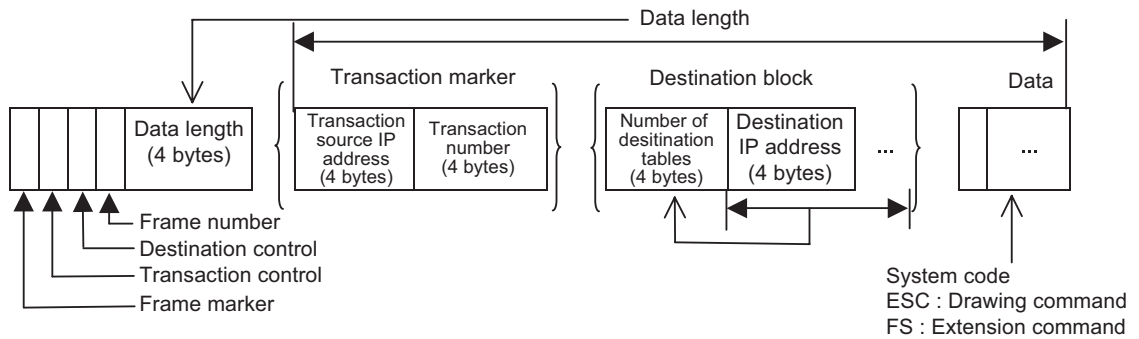 Data length
Transaction marker
Destination block
Data
Data length
(4 bytes)
Transaction
source IP
address
(4 bytes)
Transaction
number
(4 bytes)
Number of
desitination
tables
(4 bytes)
Destination
IP address
(4 bytes)
...
...
Frame number
Destination control
Transaction control
Frame marker
System code
ESC : Drawing command
FS : Extension command